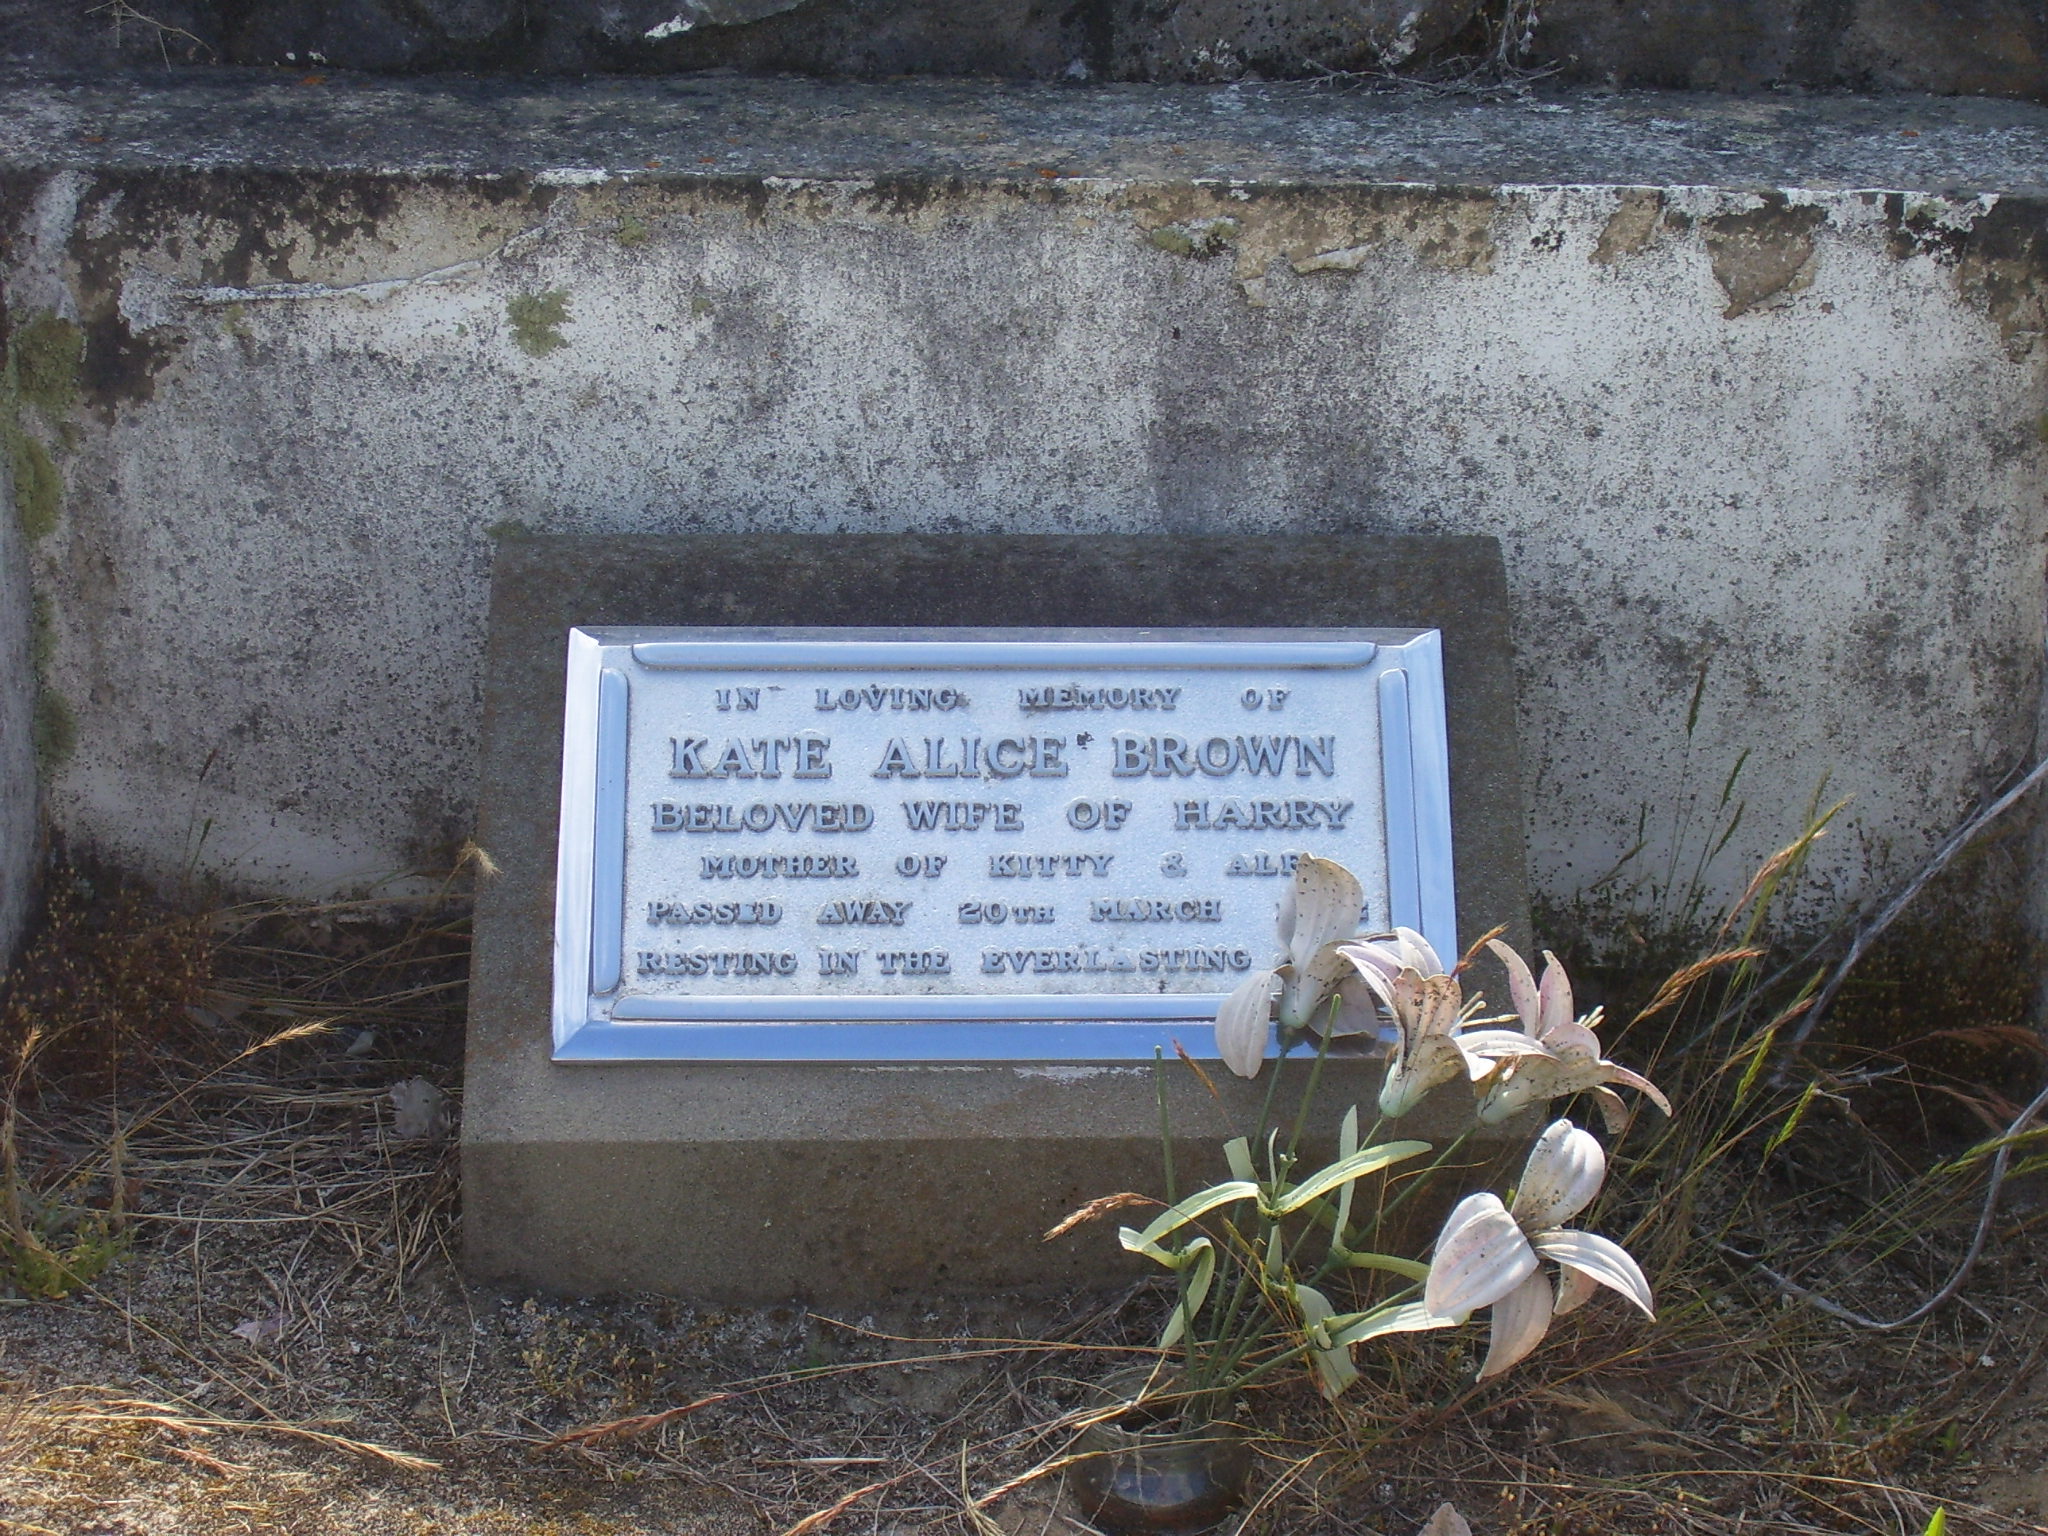 IN LOVING MEMORY OF
KATE ALICE BROWN
BELOVED WIFE OF HARRY
MOTHER OF KITTY & ALF
PASSED AWAY 20TH MARCH
RESTING IN THE EVERLASTING